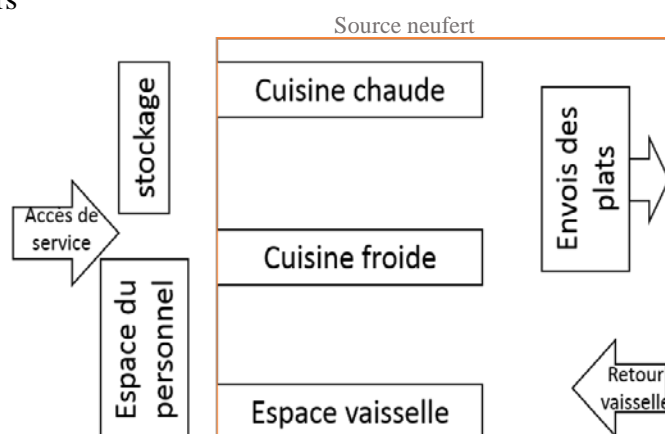 rs
Source neufert
stockage
Cuisine chaude
Envois des
plats
Accès de
service
Cuisine froide
Espace du
personnel
Retour
vaisselle
Espace vaisselle